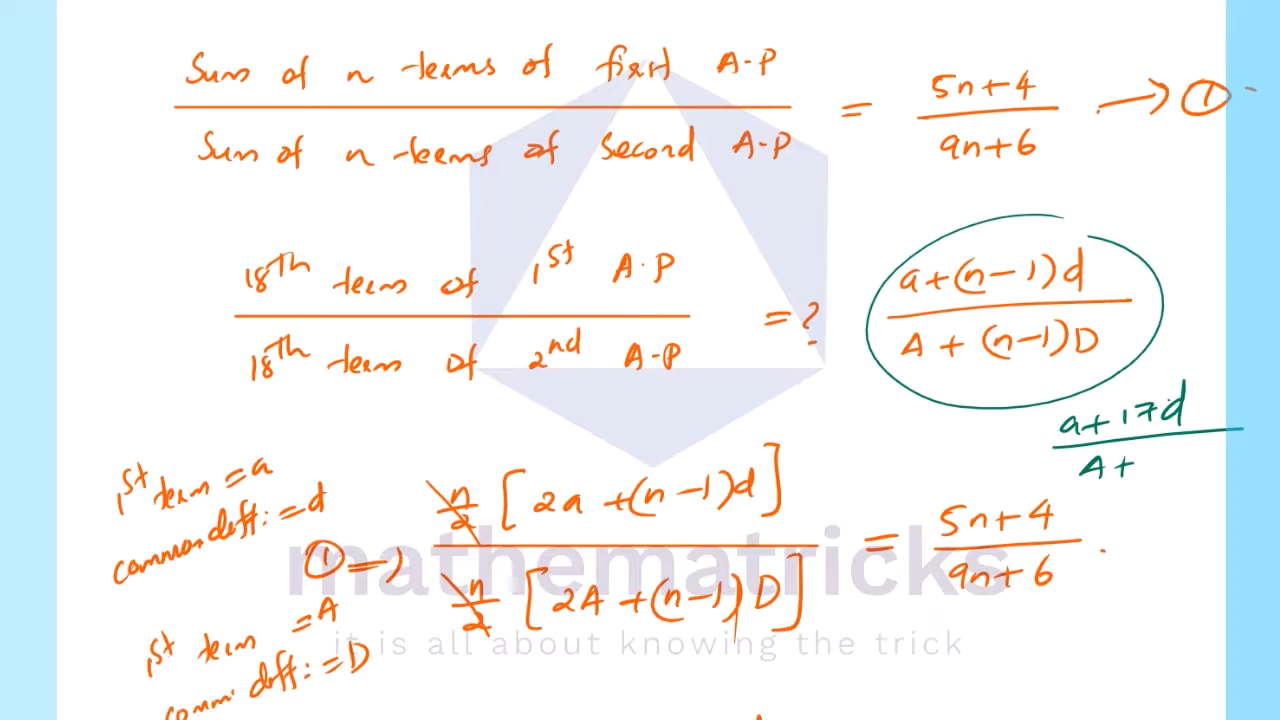 Sum of n terms of first A.P
Sum of n terms of Second A.P
= 5n+4 / 9n+6 → ①
18th term of 1st A.P
18th term of 2nd A.P
= ?
a+(n-1)d
A+(n-1)D
a+17d
A+
1st term = a
common diff: = d
1st term = A
comm. diff: = D
① ⇒ n/2 [2a+(n-1)d]
n/2 [2A+(n-1)D]
= 5n+4 / 9n+6 .
mathematricks
it is all about knowing the trick